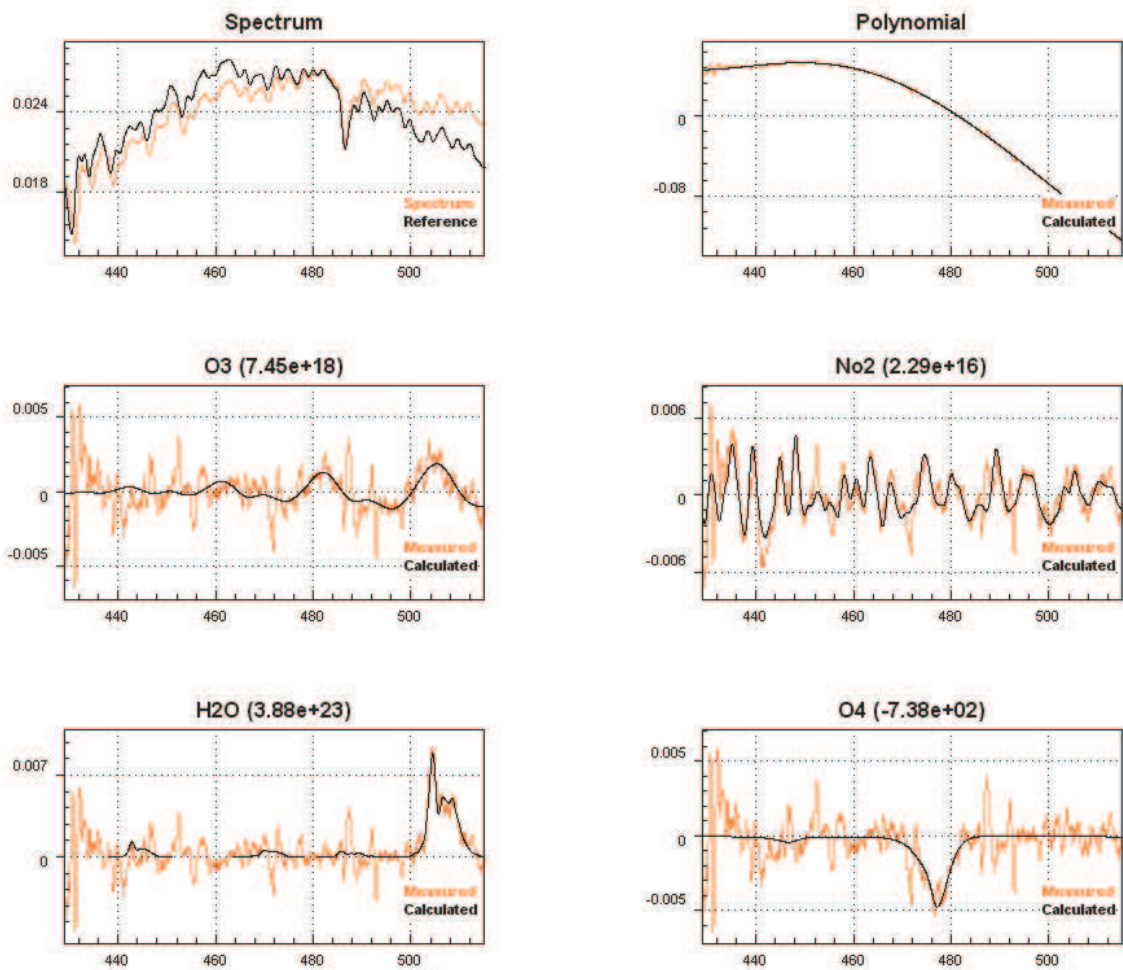 Spectrum
0.024
0.018
Spectrum
Reference
440 460 480 500
Polynomial
0
-0.08
Measured
Calculated
440 460 480 500
O3 (7.45e+18)
0.005
0
-0.005
Measured
Calculated
440 460 480 500
No2 (2.29e+16)
0.006
0
-0.006
Measured
Calculated
440 460 480 500
H2O (3.88e+23)
0.007
0
Measured
Calculated
440 460 480 500
O4 (-7.38e+02)
0.005
0
-0.005
Measured
Calculated
440 460 480 500